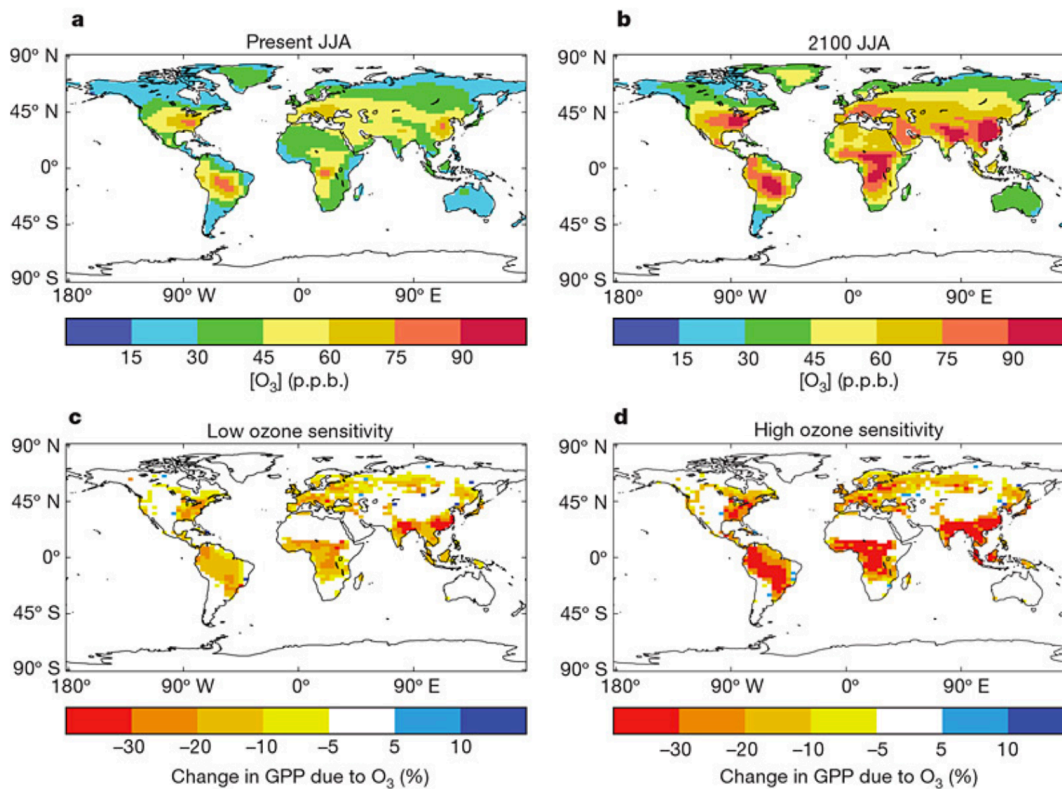 a
Present JJA
90° N
45° N
0°
45° S
90° S
180° 90° W 0° 90° E
15 30 45 60 75 90
[O₃] (p.p.b.)
b
2100 JJA
90° N
45° N
0°
45° S
90° S
180° 90° W 0° 90° E
15 30 45 60 75 90
[O₃] (p.p.b.)
c
Low ozone sensitivity
90° N
45° N
0°
45° S
90° S
180° 90° W 0° 90° E
−30 −20 −10 −5 5 10
Change in GPP due to O₃ (%)
d
High ozone sensitivity
90° N
45° N
0°
45° S
90° S
180° 90° W 0° 90° E
−30 −20 −10 −5 5 10
Change in GPP due to O₃ (%)